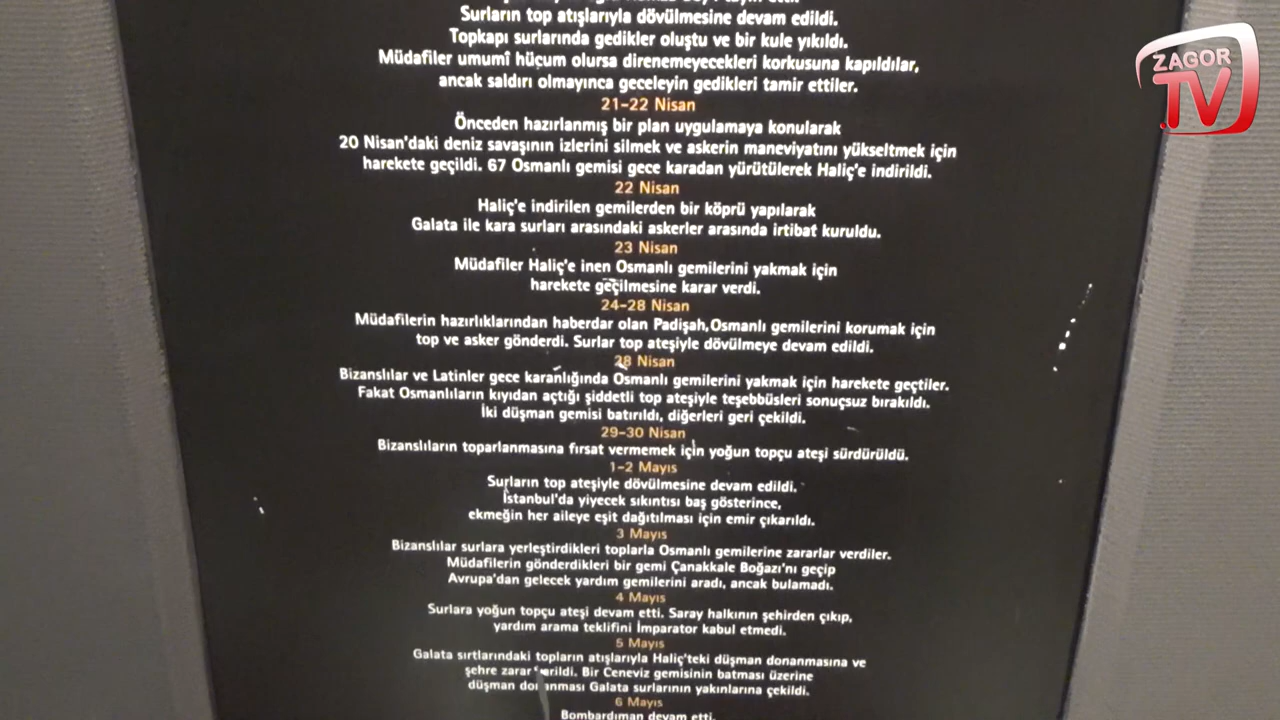 Surların top atışlarıyla dövülmesine devam edildi.
Topkapı surlarında gedikler oluştu ve bir kule yıkıldı.
Müdafiler umumî hücum olursa direnemeyecekleri korkusuna kapıldılar,
ancak saldırı olmayınca geceleyin gedikleri tamir ettiler.
21-22 Nisan
Önceden hazırlanmış bir plan uygulamaya konularak
20 Nisan'daki deniz savaşının izlerini silmek ve askerin maneviyatını yükseltmek için
harekete geçildi. 67 Osmanlı gemisi gece karadan yürütülerek Haliç'e indirildi.
22 Nisan
Haliç'e indirilen gemilerden bir köprü yapılarak
Galata ile kara surları arasındaki askerler arasında irtibat kuruldu.
23 Nisan
Müdafiler Haliç'e inen Osmanlı gemilerini yakmak için
harekete geçilmesine karar verdi.
24-28 Nisan
Müdafilerin hazırlıklarından haberdar olan Padişah,Osmanlı gemilerini korumak için
top ve asker gönderdi. Surlar top ateşiyle dövülmeye devam edildi.
28 Nisan
Bizanslılar ve Latinler gece karanlığında Osmanlı gemilerini yakmak için harekete geçtiler.
Fakat Osmanlıların kıyıdan açtığı şiddetli top ateşiyle teşebbüsleri sonuçsuz bırakıldı.
İki düşman gemisi batırıldı, diğerleri geri çekildi.
29-30 Nisan
Bizanslıların toparlanmasına fırsat vermemek için yoğun topçu ateşi sürdürüldü.
1-2 Mayıs
Surların top ateşiyle dövülmesine devam edildi.
İstanbul'da yiyecek sıkıntısı baş gösterince,
ekmeğin her aileye eşit dağıtılması için emir çıkarıldı.
3 Mayıs
Bizanslılar surlara yerleştirdikleri toplarla Osmanlı gemilerine zararlar verdiler.
Müdafilerin gönderdikleri bir gemi Çanakkale Boğazı'nı geçip
Avrupa'dan gelecek yardım gemilerini aradı, ancak bulamadı.
4 Mayıs
Surlara yoğun topçu ateşi devam etti. Saray halkının şehirden çıkıp,
yardım arama teklifini İmparator kabul etmedi.
5 Mayıs
Galata sırtlarındaki topların atışlarıyla Haliç'teki düşman donanmasına ve
şehre zarar verildi. Bir Ceneviz gemisinin batması üzerine
düşman donanması Galata surlarının yakınlarına çekildi.
6 Mayıs
Bombardıman devam etti.
ZAGOR
TV